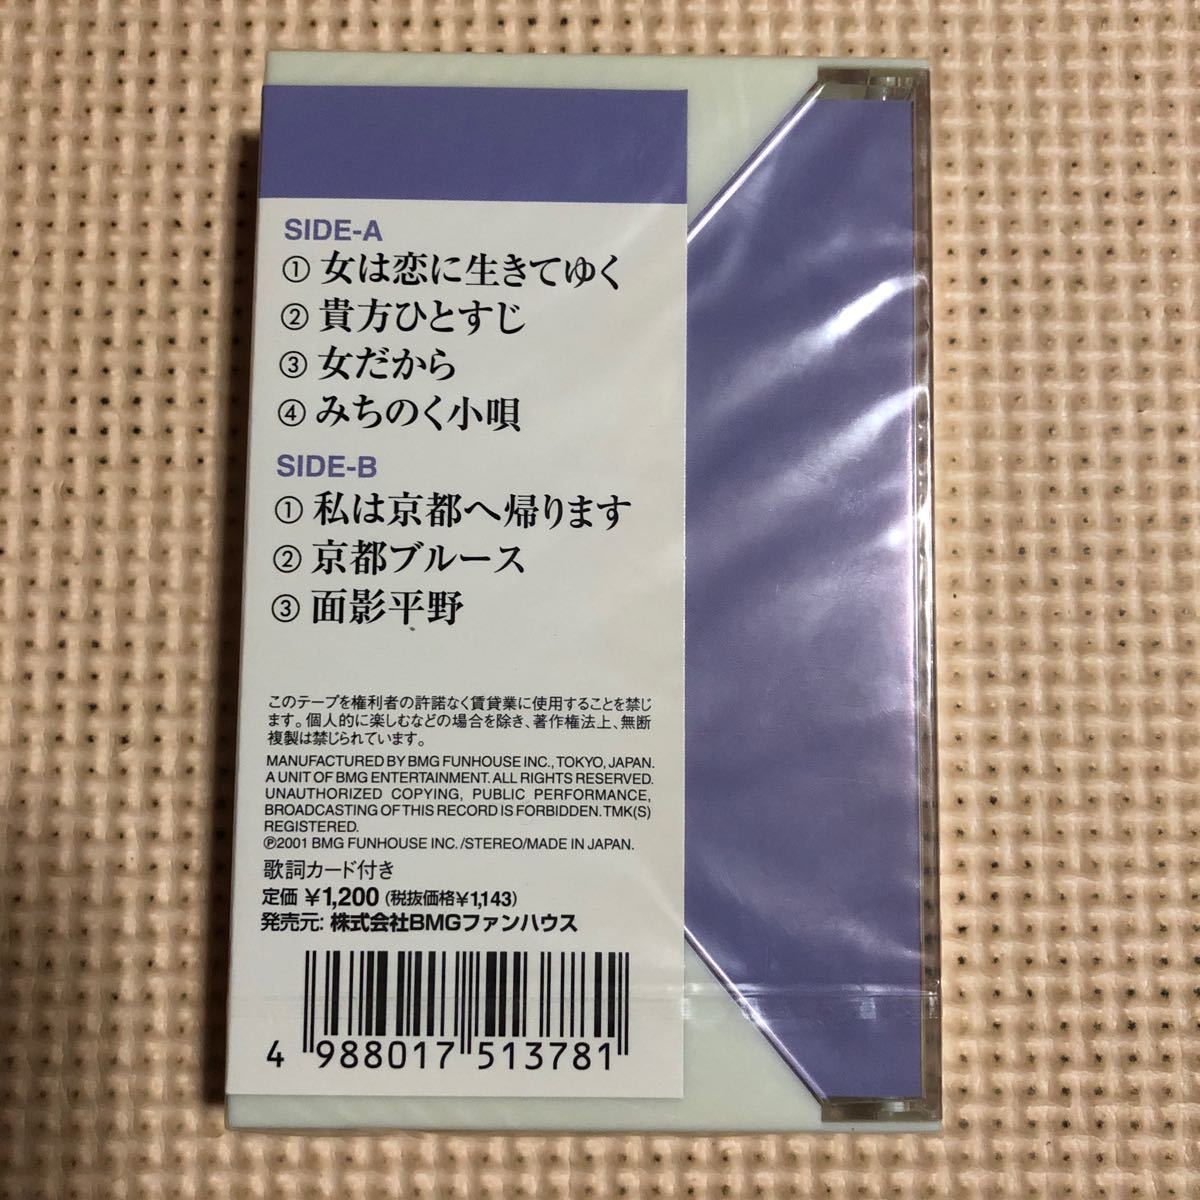 SIDE-A
① 女は恋に生きてゆく
② 貴方ひとすじ
③ 女だから
④ みちのく小唄
SIDE-B
① 私は京都へ帰ります
② 京都ブルース
③ 面影平野
このテープを権利者の許諾なく賃貸業に使用することを禁じ
ます。個人的に楽しむなどの場合を除き、著作権法上、無断
複製は禁じられています。
MANUFACTURED BY BMG FUNHOUSE INC., TOKYO, JAPAN.
A UNIT OF BMG ENTERTAINMENT. ALL RIGHTS RESERVED.
UNAUTHORIZED COPYING, PUBLIC PERFORMANCE,
BROADCASTING OF THIS RECORD IS FORBIDDEN. TMK(S)
REGISTERED.
℗2001 BMG FUNHOUSE INC. /STEREO/MADE IN JAPAN.
歌詞カード付き
定価 ¥1,200 (税抜価格¥1,143)
発売元: 株式会社BMGファンハウス
4 988017 513781